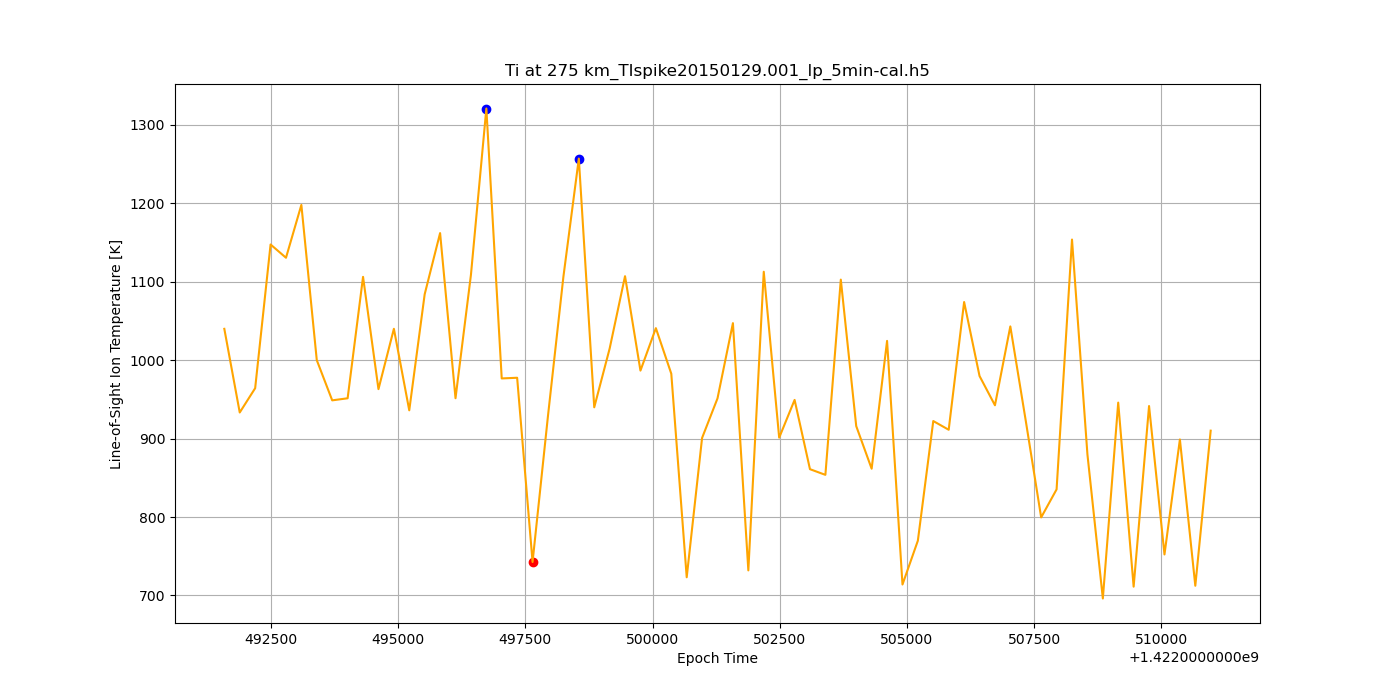 Ti at 275 km_TIspike20150129.001_lp_5min-cal.h5
Line-of-Sight Ion Temperature [K]
1300
1200
1100
1000
900
800
700
492500 495000 497500 500000 502500 505000 507500 510000
Epoch Time
+1.4220000000e9